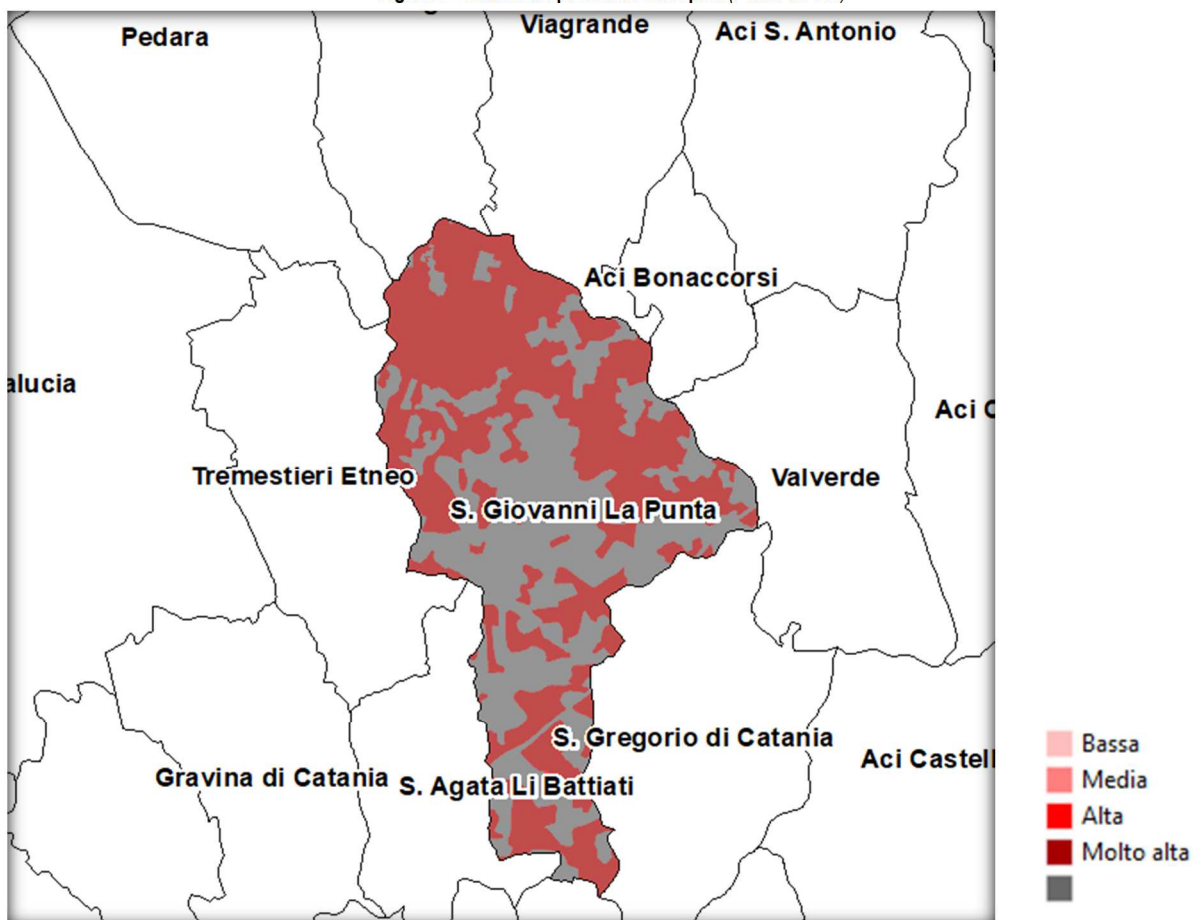 Pedara
Viagrande
Aci S. Antonio
Aci Bonaccorsi
alucia
Aci C
Tremestieri Etneo
Valverde
S. Giovanni La Punta
S. Gregorio di Catania
Aci Castell
Gravina di Catania
S. Agata Li Battiati
Bassa
Media
Alta
Molto alta